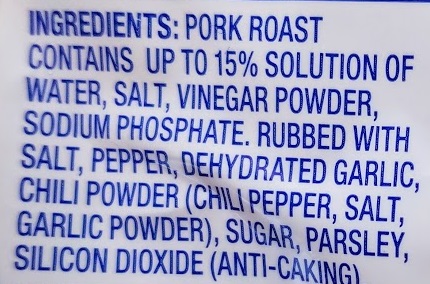 INGREDIENTS: PORK ROAST
CONTAINS UP TO 15% SOLUTION OF
WATER, SALT, VINEGAR POWDER,
SODIUM PHOSPHATE. RUBBED WITH
SALT, PEPPER, DEHYDRATED GARLIC,
CHILI POWDER (CHILI PEPPER, SALT,
GARLIC POWDER), SUGAR, PARSLEY,
SILICON DIOXIDE (ANTI-CAKING)